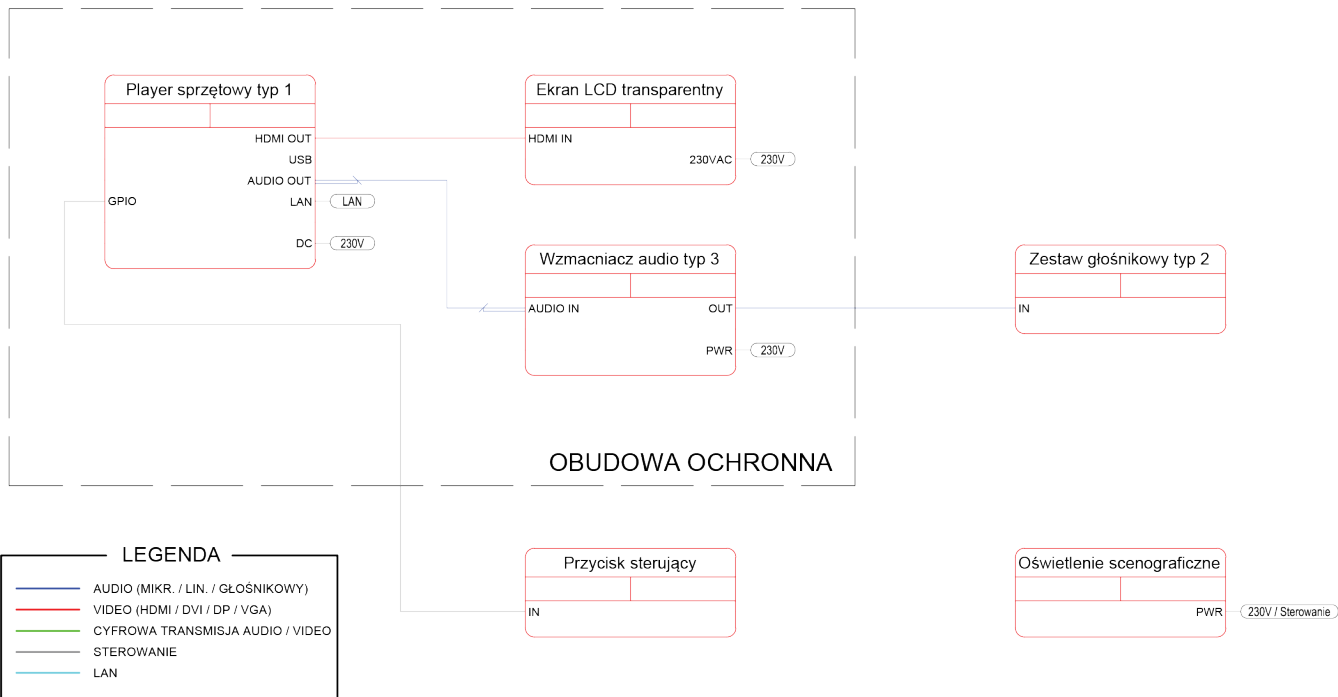 Player sprzętowy typ 1
HDMI OUT
USB
AUDIO OUT
GPIO
LAN
LAN
DC
230V
Ekran LCD transparentny
HDMI IN
230VAC
230V
Wzmacniacz audio typ 3
AUDIO IN
OUT
PWR
230V
Zestaw głośnikowy typ 2
IN
OBUDOWA OCHRONNA
Przycisk sterujący
IN
Oświetlenie scenograficzne
PWR
230V / Sterowanie
LEGENDA
AUDIO (MIKR. / LIN. / GŁOŚNIKOWY)
VIDEO (HDMI / DVI / DP / VGA)
CYFROWA TRANSMISJA AUDIO / VIDEO
STEROWANIE
LAN